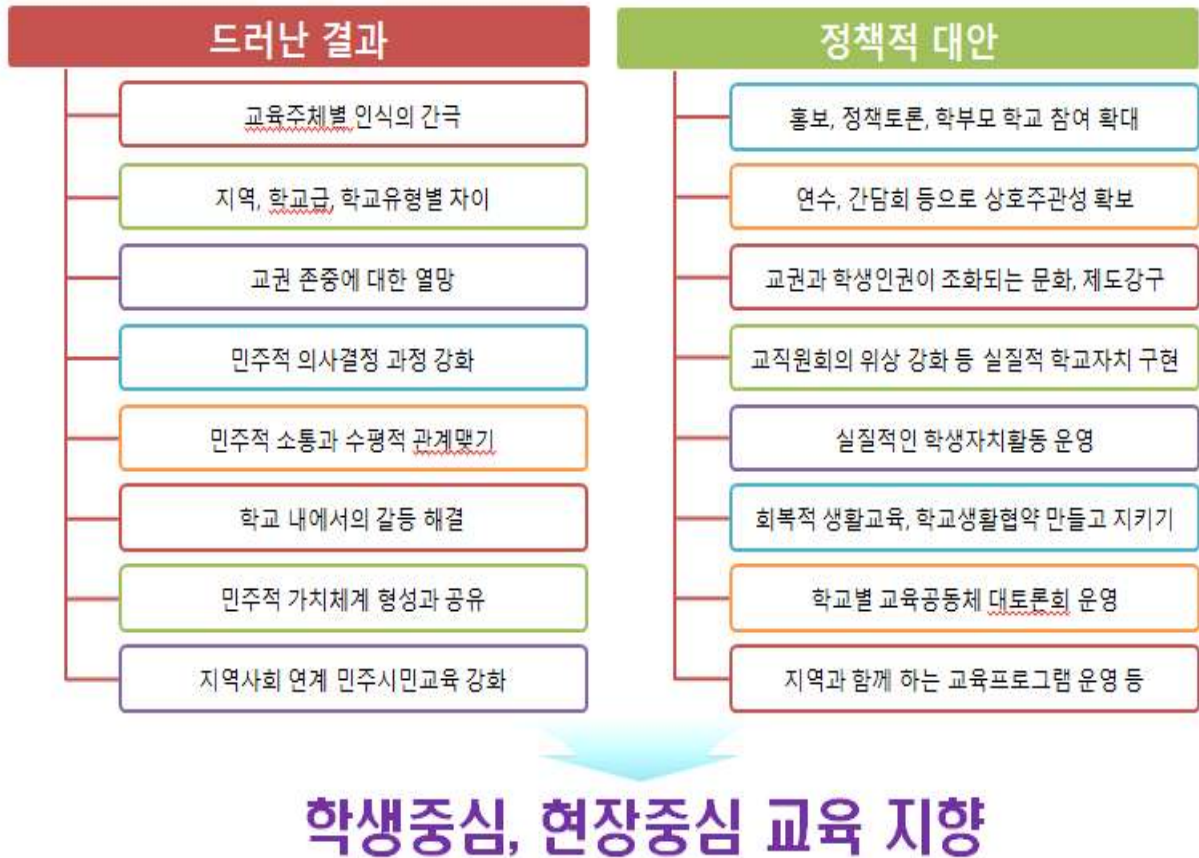 드러난 결과
교육주체별 인식의 간극
지역, 학교급, 학교유형별 차이
교권 존중에 대한 열망
민주적 의사결정 과정 강화
민주적 소통과 수평적 관계맺기
학교 내에서의 갈등 해결
민주적 가치체계 형성과 공유
지역사회 연계 민주시민교육 강화
정책적 대안
홍보, 정책토론, 학부모 학교 참여 확대
연수, 간담회 등으로 상호주관성 확보
교권과 학생인권이 조화되는 문화, 제도강구
교직원회의 위상 강화 등 실질적 학교자치 구현
실질적인 학생자치활동 운영
회복적 생활교육, 학교생활협약 만들고 지키기
학교별 교육공동체 대토론회 운영
지역과 함께 하는 교육프로그램 운영 등
학생중심, 현장중심 교육 지향